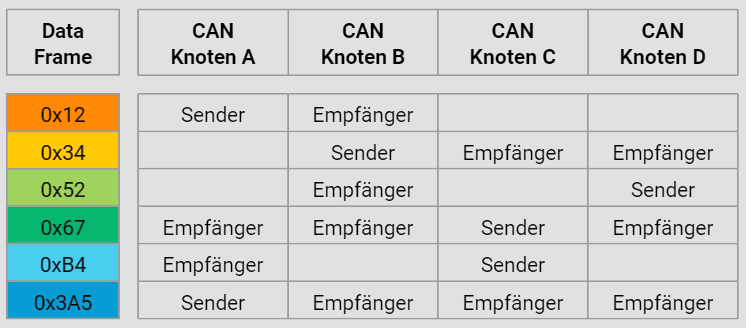 Data Frame CAN Knoten A CAN Knoten B CAN Knoten C CAN Knoten D
0x12 Sender Empfänger
0x34 Sender Empfänger Empfänger
0x52 Empfänger Sender
0x67 Empfänger Empfänger Sender Empfänger
0xB4 Empfänger Sender
0x3A5 Sender Empfänger Empfänger Empfänger